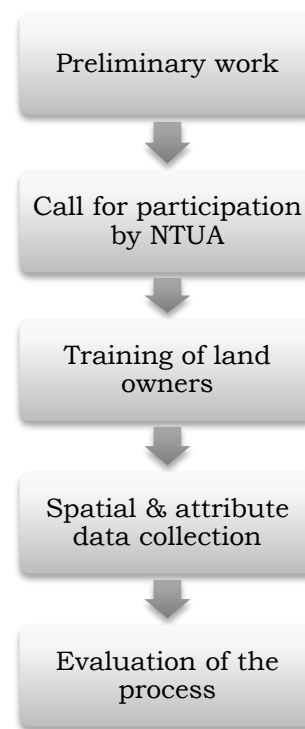 Preliminary work
Call for participation
by NTUA
Training of land
owners
Spatial & attribute
data collection
Evaluation of the
process